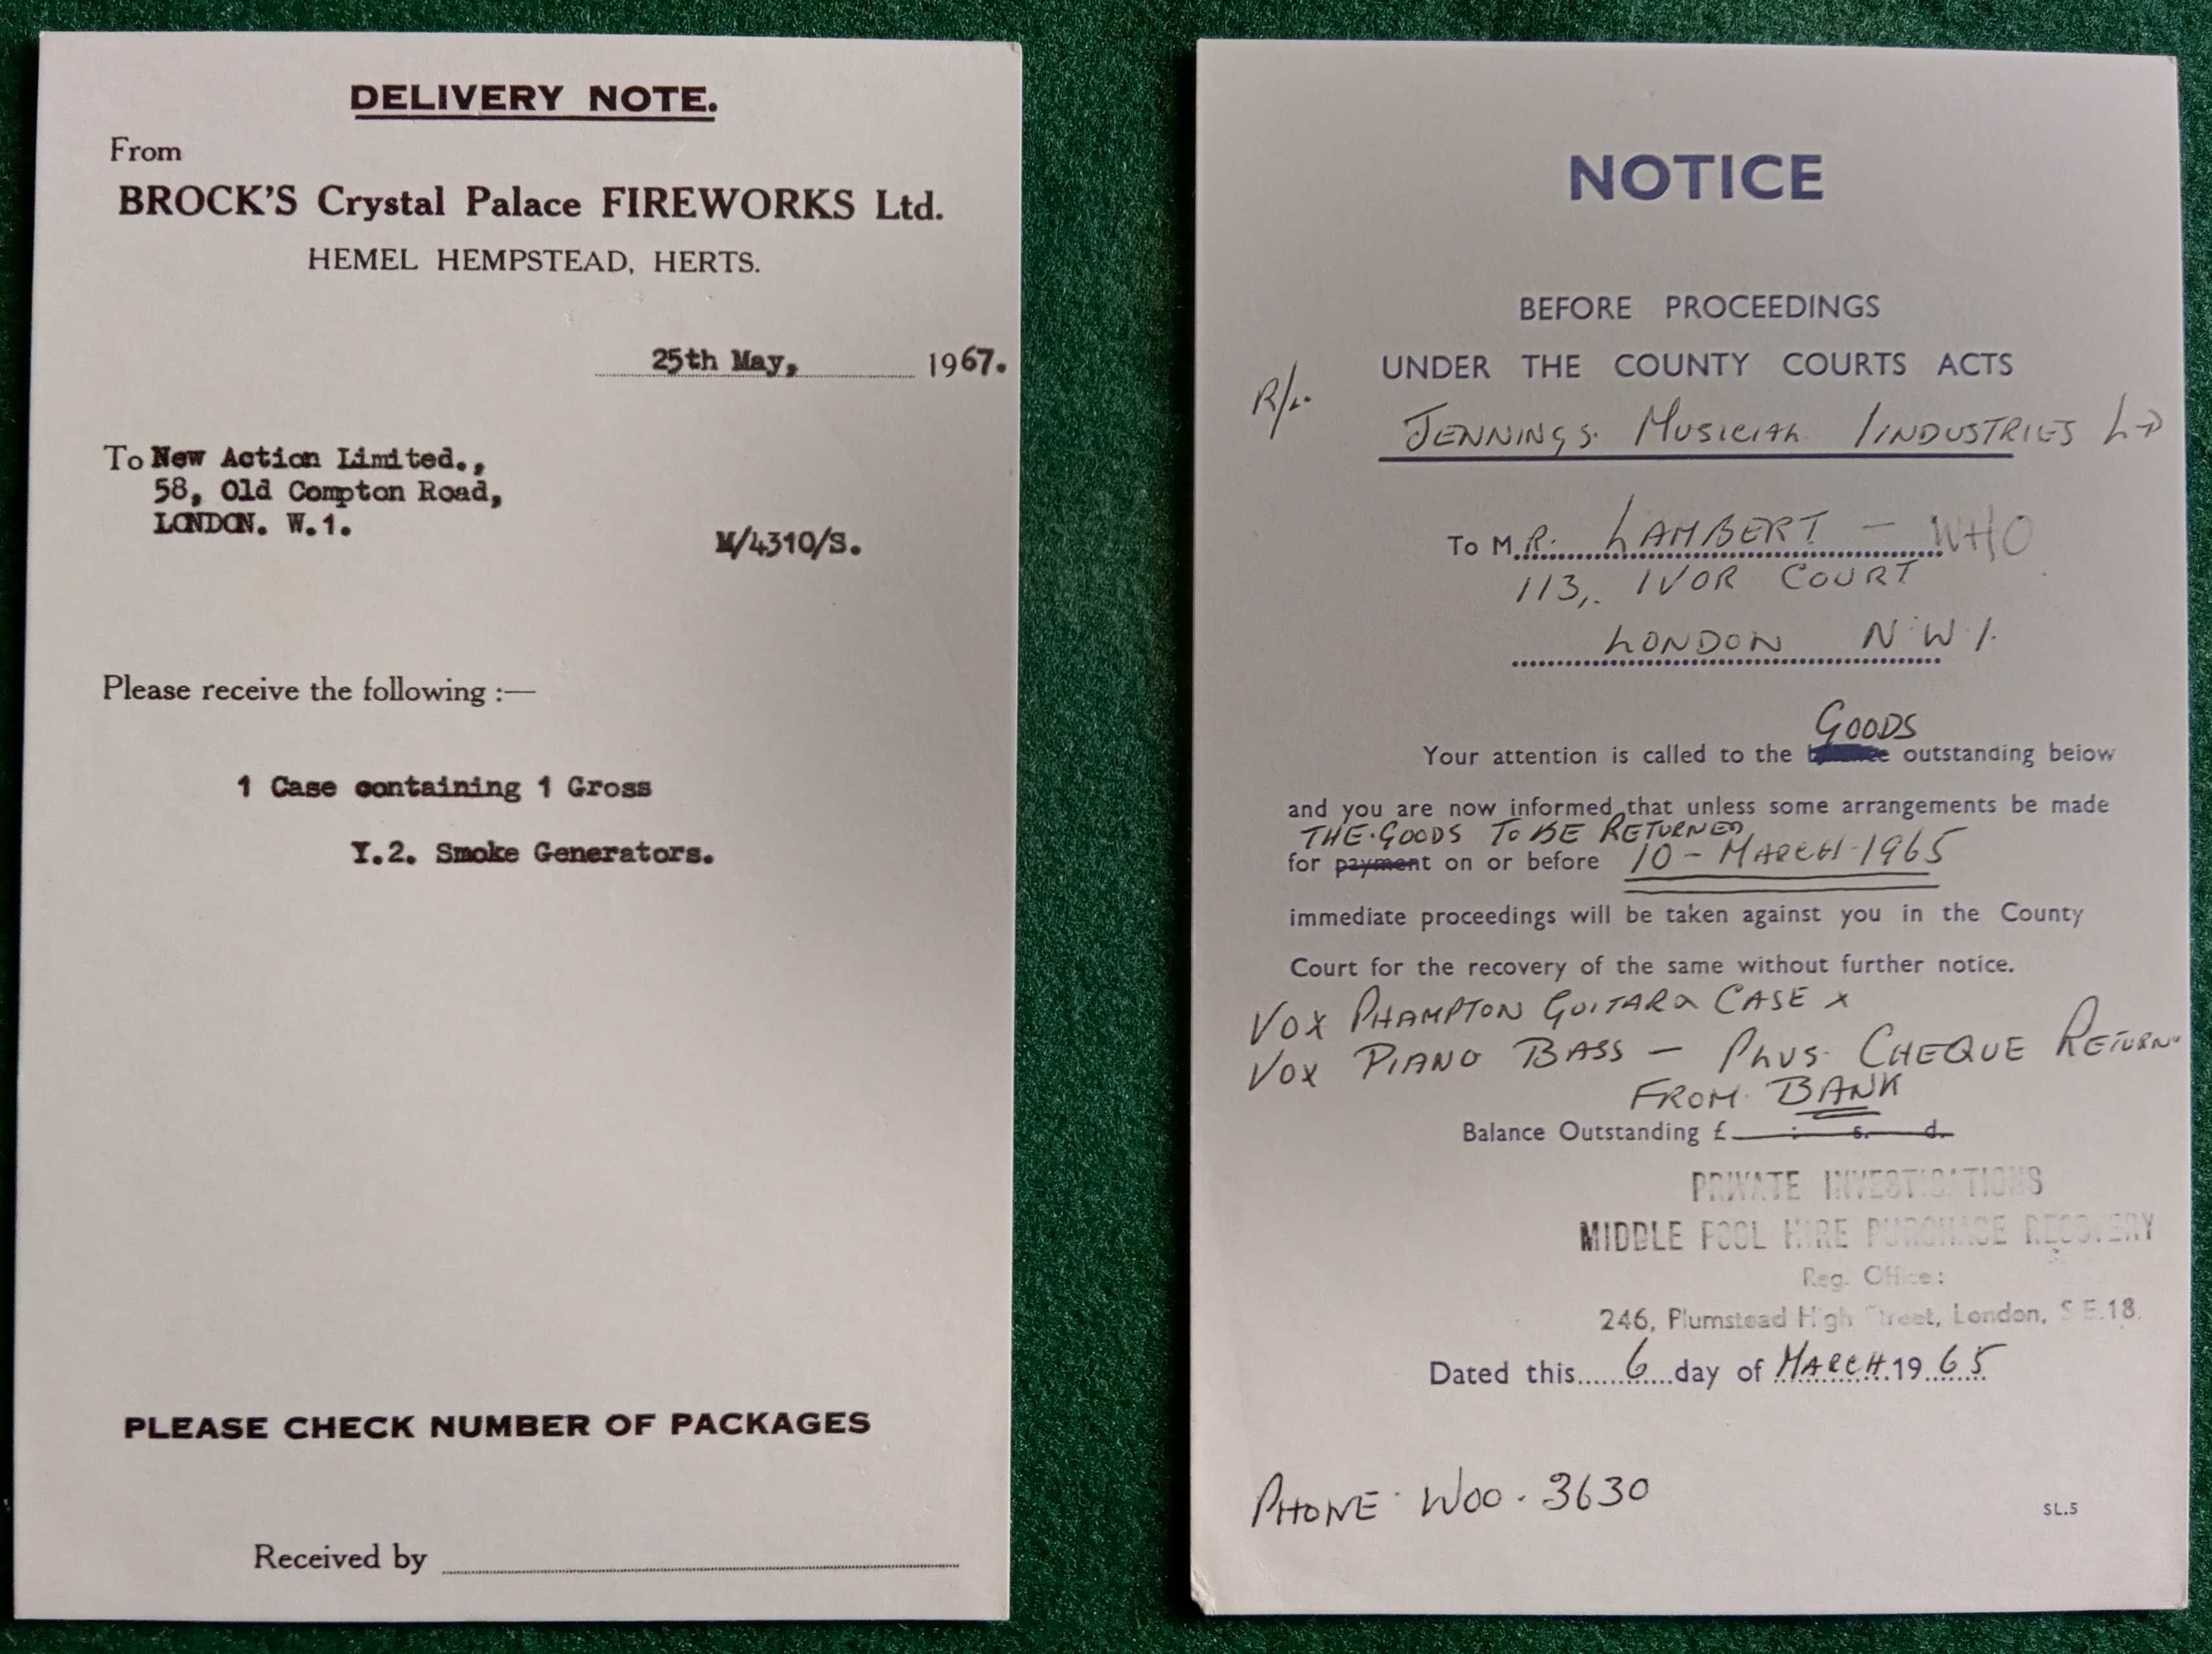 DELIVERY NOTE.
From
BROCK'S Crystal Palace FIREWORKS Ltd.
HEMEL HEMPSTEAD, HERTS.
25th May, 1967.
To New Action Limited.,
58, Old Compton Road,
LONDON. W.1.
M/4310/S.
Please receive the following :—
1 Case containing 1 Gross
Y.2. Smoke Generators.
PLEASE CHECK NUMBER OF PACKAGES
Received by
NOTICE
BEFORE PROCEEDINGS
UNDER THE COUNTY COURTS ACTS
JENNINGS. MUSICIAL INDUSTRIES LTD
To MR. LAMBERT — WHO
113, IVOR COURT
LONDON N.W.1.
GOODS
Your attention is called to the outstanding below
and you are now informed that unless some arrangements be made
THE GOODS TO BE RETURNED
for payment on or before 10 - MARCH - 1965
immediate proceedings will be taken against you in the County
Court for the recovery of the same without further notice.
VOX PHAMPTON GUITAR & CASE x
VOX PIANO BASS — PLUS CHEQUE RETURN
FROM BANK
Balance Outstanding £ : s. d.
PRIVATE INVESTIGATIONS
MIDDLE POOL HIRE PURCHASE RECOVERY
Reg. Office:
246, Plumstead High Street, London, S.E.18.
Dated this 6 day of MARCH 1965
PHONE WOO. 3630
SL.5